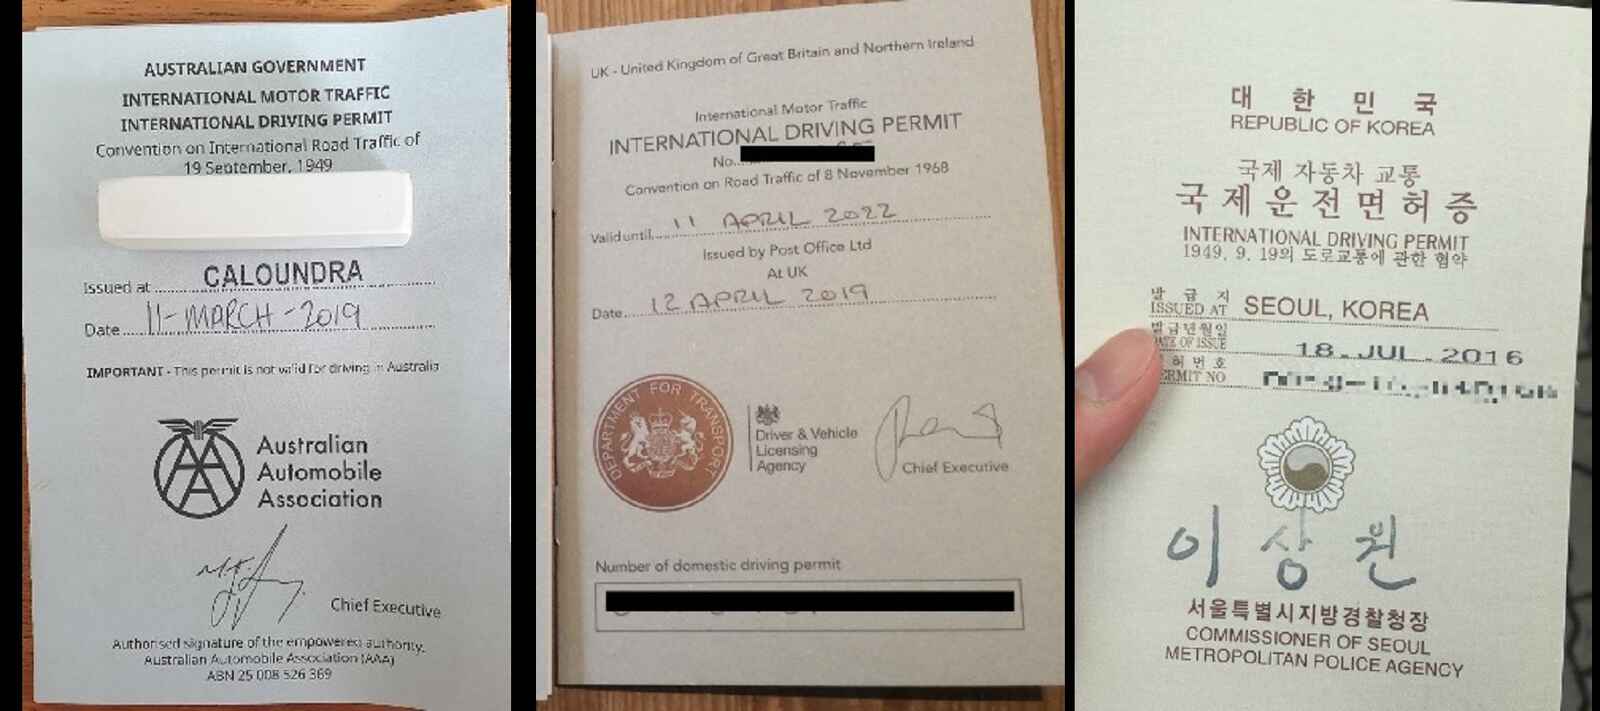 AUSTRALIAN GOVERNMENT
INTERNATIONAL MOTOR TRAFFIC
INTERNATIONAL DRIVING PERMIT
Convention on International Road Traffic of
19 September, 1949
Issued at CALOUNDRA
Date 11-MARCH-2019
IMPORTANT - This permit is not valid for driving in Australia
AA
Australian
Automobile
Association
Chief Executive
Authorised signature of the empowered authority.
Australian Automobile Association (AAA)
ABN 25 008 526 369
UK - United Kingdom of Great Britain and Northern Ireland
International Motor Traffic
INTERNATIONAL DRIVING PERMIT
No.
Convention on Road Traffic of 8 November 1968
Valid until 11 APRIL 2022
Issued by Post Office Ltd
At UK
Date 12 APRIL 2019
DEPARTMENT FOR TRANSPORT
Driver & Vehicle
Licensing
Agency
Chief Executive
Number of domestic driving permit
대한민국
REPUBLIC OF KOREA
국제 자동차 교통
국제운전면허증
INTERNATIONAL DRIVING PERMIT
1949. 9. 19의 도로교통에 관한 협약
발급지
ISSUED AT SEOUL, KOREA
발급년월일
DATE OF ISSUE 18. JUL. 2016
허번호
ERMIT NO
이상원
서울특별시지방경찰청장
COMMISSIONER OF SEOUL
METROPOLITAN POLICE AGENCY